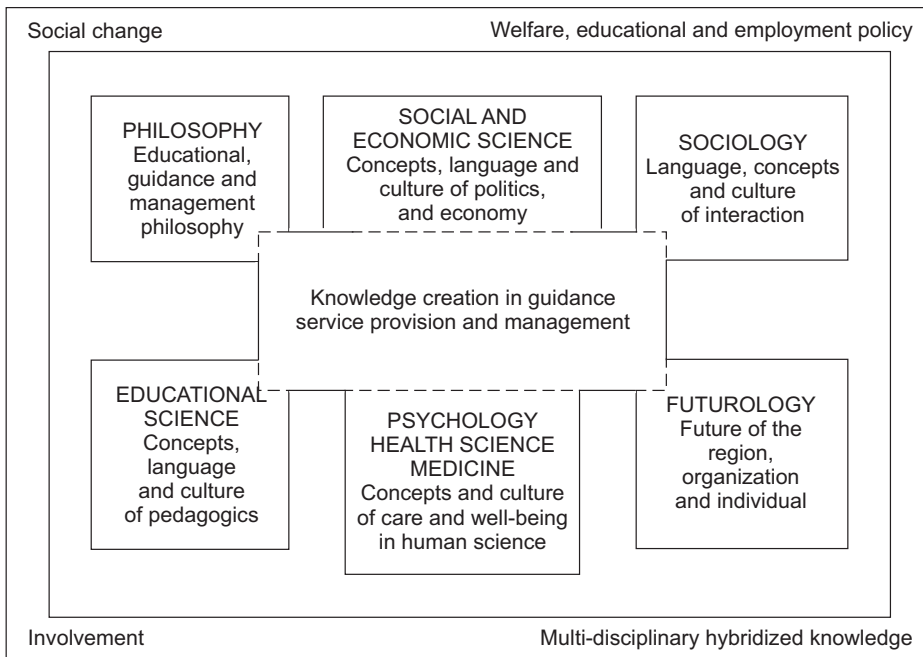 Social change
Welfare, educational and employment policy
PHILOSOPHY
Educational,
guidance and
management
philosophy
SOCIAL AND
ECONOMIC SCIENCE
Concepts, language and
culture of politics,
and economy
SOCIOLOGY
Language, concepts
and culture
of interaction
Knowledge creation in guidance
service provision and management
EDUCATIONAL
SCIENCE
Concepts,
language
and culture
of pedagogics
PSYCHOLOGY
HEALTH SCIENCE
MEDICINE
Concepts and culture
of care and well-being
in human science
FUTUROLOGY
Future of the
region,
organization
and individual
Involvement
Multi-disciplinary hybridized knowledge